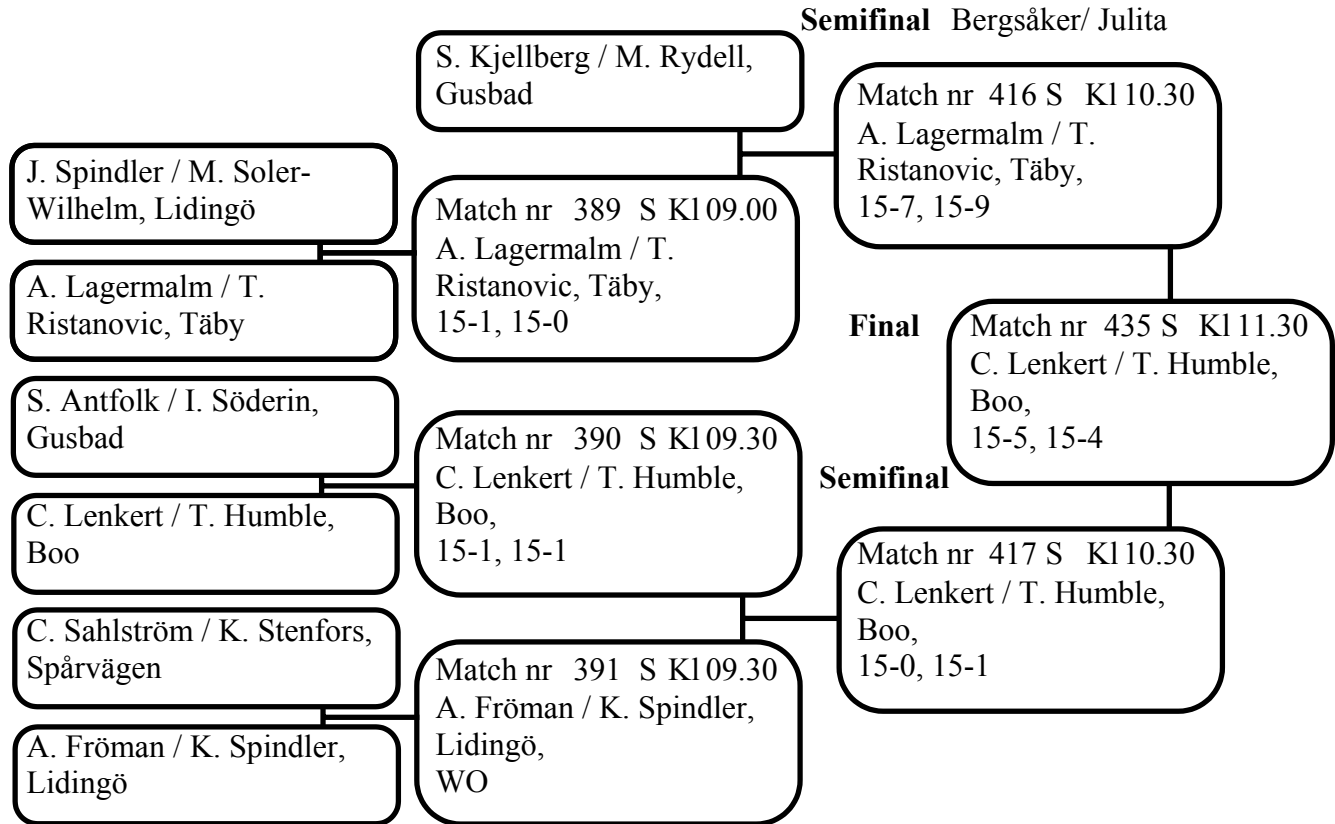 Semifinal Bergsåker/ Julita
S. Kjellberg / M. Rydell,
Gusbad
Match nr 416 S Kl 10.30
A. Lagermalm / T.
Ristanovic, Täby,
15-7, 15-9
J. Spindler / M. Soler-
Wilhelm, Lidingö
Match nr 389 S Kl 09.00
A. Lagermalm / T.
Ristanovic, Täby,
15-1, 15-0
A. Lagermalm / T.
Ristanovic, Täby
Final
Match nr 435 S Kl 11.30
C. Lenkert / T. Humble,
Boo,
15-5, 15-4
S. Antfolk / I. Söderin,
Gusbad
Match nr 390 S Kl 09.30
C. Lenkert / T. Humble,
Boo,
15-1, 15-1
Semifinal
C. Lenkert / T. Humble,
Boo
Match nr 417 S Kl 10.30
C. Lenkert / T. Humble,
Boo,
15-0, 15-1
C. Sahlström / K. Stenfors,
Spårvägen
Match nr 391 S Kl 09.30
A. Fröman / K. Spindler,
Lidingö,
WO
A. Fröman / K. Spindler,
Lidingö